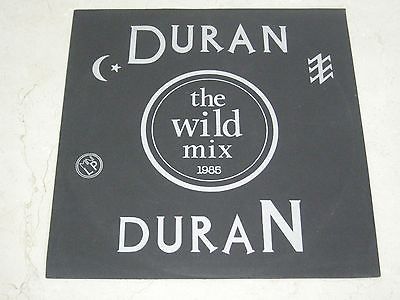 DURAN
the
wild
mix
1985
DURAN